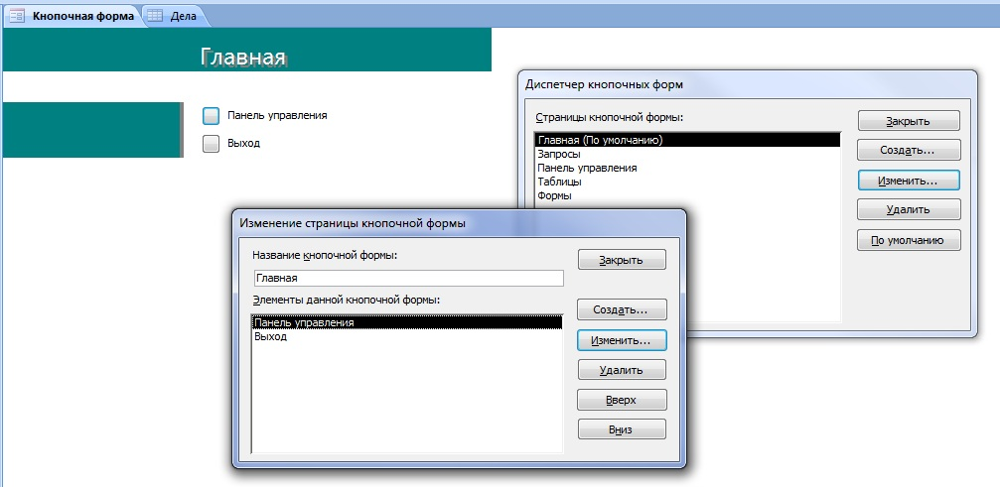 Кнопочная форма
Дела
Главная
Панель управления
Выход
Диспетчер кнопочных форм
Страницы кнопочной формы:
Главная (По умолчанию)
Запросы
Панель управления
Таблицы
Формы
Закрыть
Создать...
Изменить...
Удалить
По умолчанию
Изменение страницы кнопочной формы
Название кнопочной формы:
Главная
Элементы данной кнопочной формы:
Панель управления
Выход
Закрыть
Создать...
Изменить...
Удалить
Вверх
Вниз